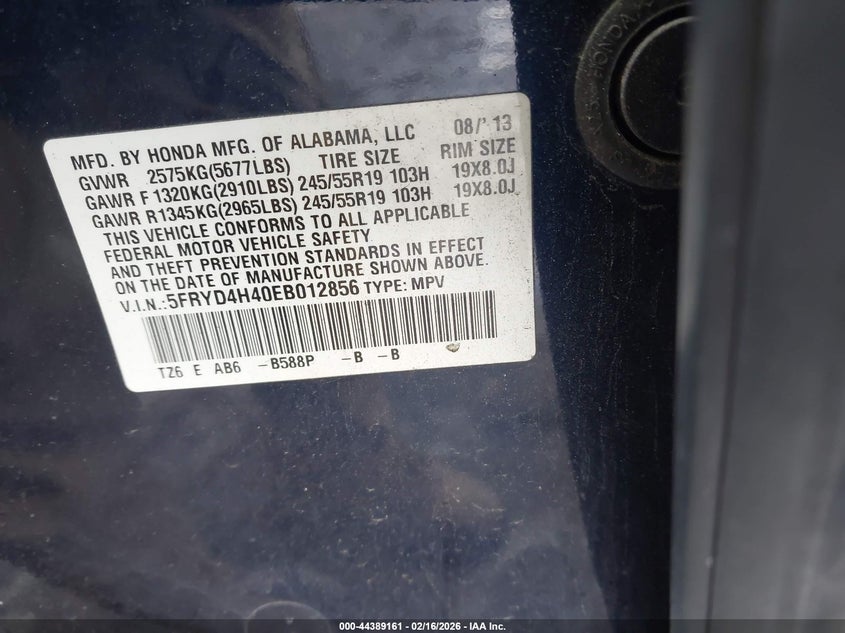 MFD. BY HONDA MFG. OF ALABAMA, LLC 08/'13
GVWR 2575KG(5677LBS) TIRE SIZE RIM SIZE
GAWR F 1320KG(2910LBS) 245/55R19 103H 19X8.0J
GAWR R1345KG(2965LBS) 245/55R19 103H 19X8.0J
THIS VEHICLE CONFORMS TO ALL APPLICABLE
FEDERAL MOTOR VEHICLE SAFETY
AND THEFT PREVENTION STANDARDS IN EFFECT
ON THE DATE OF MANUFACTURE SHOWN ABOVE.
V.I.N.:5FRYD4H40EB012856 TYPE: MPV
TZ6 E AB6 -B588P -B -B
HONDA
000-44389161 - 02/16/2026 - IAA Inc.